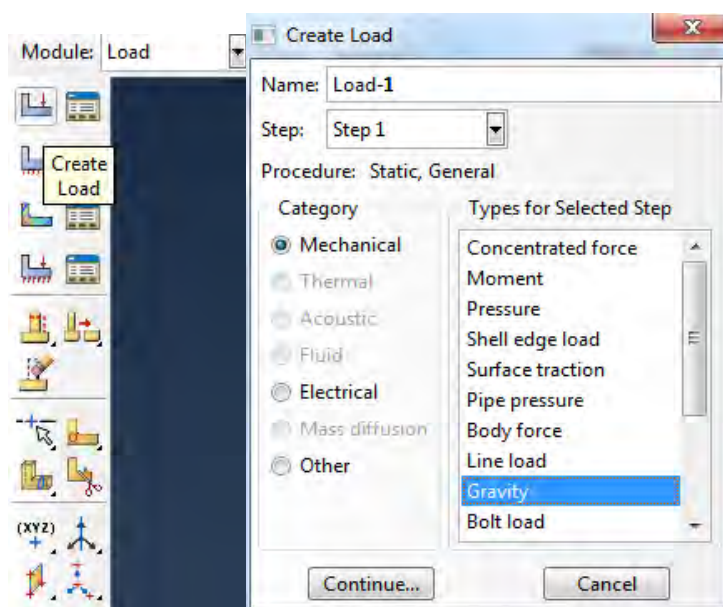 Module: Load
Create
Load
(XYZ)
Create Load
Name: Load-1
Step: Step 1
Procedure: Static, General
Category
Mechanical
Thermal
Acoustic
Fluid
Electrical
Mass diffusion
Other
Types for Selected Step
Concentrated force
Moment
Pressure
Shell edge load
Surface traction
Pipe pressure
Body force
Line load
Gravity
Bolt load
Continue...
Cancel